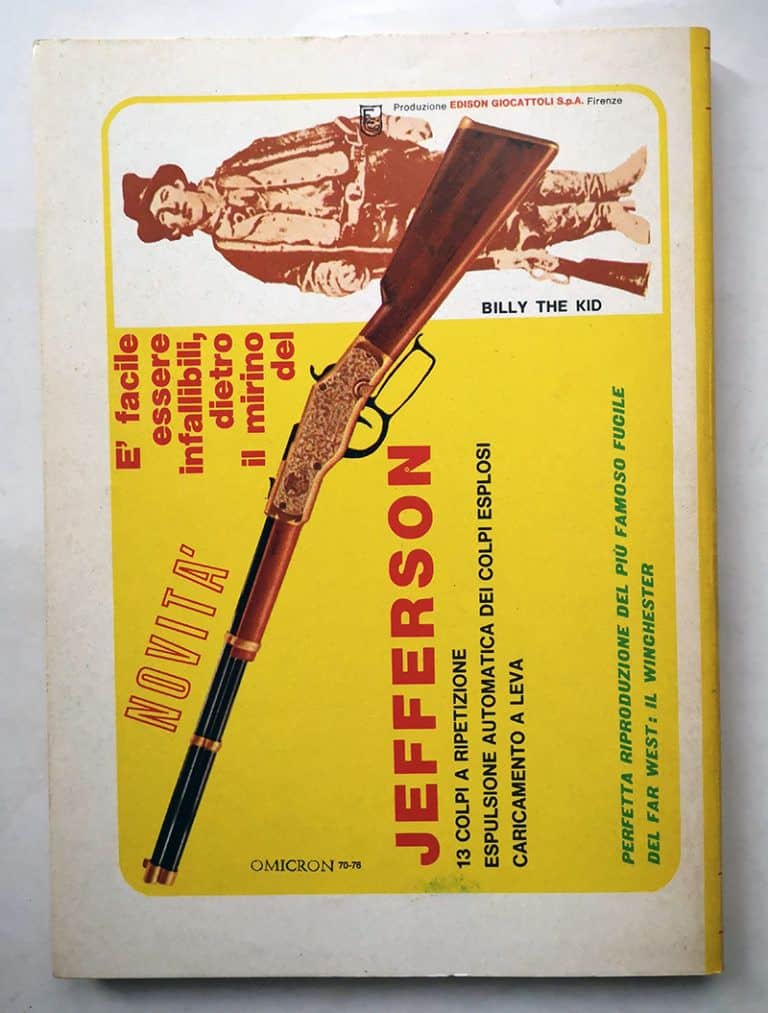 Produzione EDISON GIOCATTOLI S.p.A. Firenze
BILLY THE KID
E' facile
essere
infallibili,
dietro
il mirino
del
NOVITA'
JEFFERSON
13 COLPI A RIPETIZIONE
ESPULSIONE AUTOMATICA DEI COLPI ESPLOSI
CARICAMENTO A LEVA
PERFETTA RIPRODUZIONE DEL PIÙ FAMOSO FUCILE
DEL FAR WEST: IL WINCHESTER
OMICRON 70-76